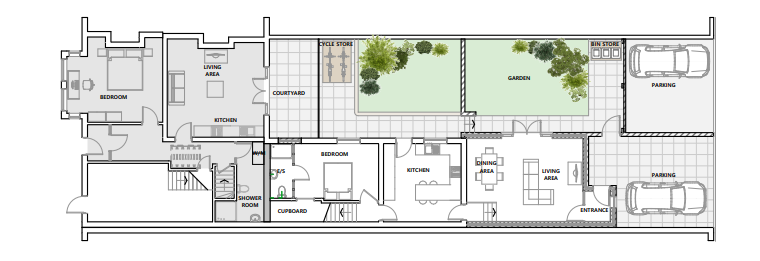 CYCLE STORE
BIN STORE
LIVING
AREA
GARDEN
PARKING
BEDROOM
COURTYARD
KITCHEN
BEDROOM
DINING
AREA
KITCHEN
LIVING
AREA
PARKING
SHOWER
ROOM
CUPBOARD
ENTRANCE